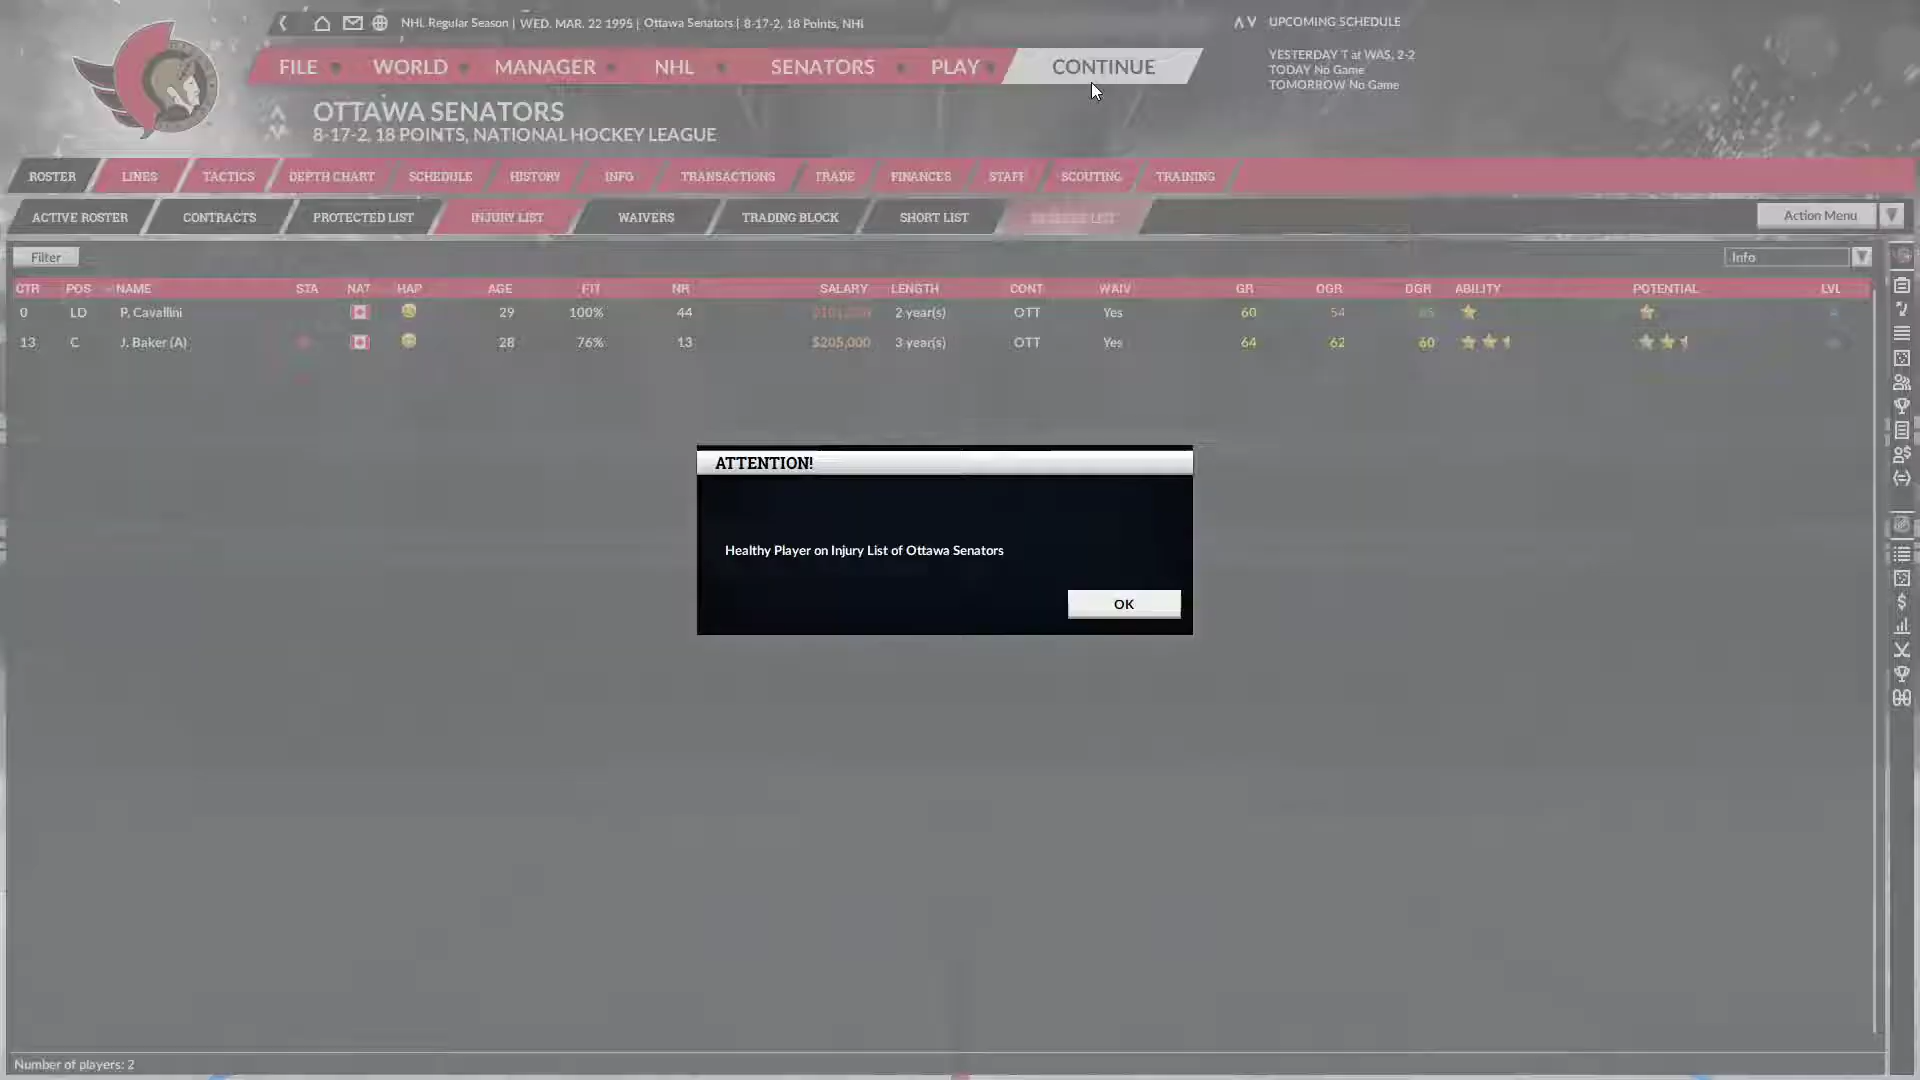 NHL Regular Season | WED. MAR. 22 1995 | Ottawa Senators | 8-17-2, 18 Points, NHL
UPCOMING SCHEDULE
YESTERDAY T at WAS, 2-2
TODAY No Game
TOMORROW No Game
FILE WORLD MANAGER NHL SENATORS PLAY CONTINUE
OTTAWA SENATORS
8-17-2, 18 POINTS, NATIONAL HOCKEY LEAGUE
ROSTER LINES TACTICS DEPTH CHART SCHEDULE HISTORY INFO TRANSACTIONS TRADE FINANCES STAFF SCOUTING TRAINING
ACTIVE ROSTER CONTRACTS PROTECTED LIST INJURY LIST WAIVERS TRADING BLOCK SHORT LIST
Action Menu
Filter
Info
CTR POS NAME STA NAT HAP AGE FIT NR SALARY LENGTH CONT WAIV GR OGR DGR ABILITY POTENTIAL LVL
0 LD P. Cavallini 29 100% 44 2 year(s) OTT Yes 60 54
13 C J. Baker (A) 28 76% 13 $205,000 3 year(s) OTT Yes 64 62 60
ATTENTION!
Healthy Player on Injury List of Ottawa Senators
OK
Number of players: 2